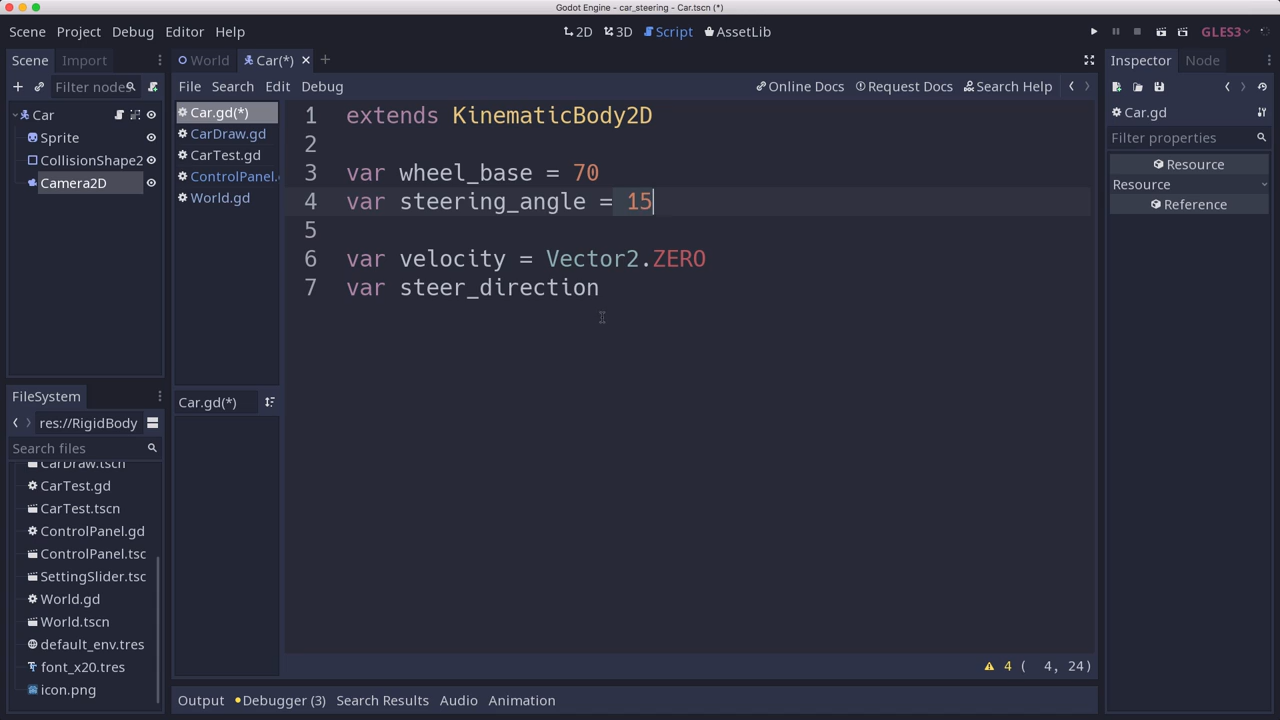 Godot Engine - car_steering - Car.tscn (*)
Scene Project Debug Editor Help
2D 3D Script AssetLib
GLES3
Scene Import
Filter nodes
Car
Sprite
CollisionShape2
Camera2D
FileSystem
res://RigidBody
Search files
CarDraw.tscn
CarTest.gd
CarTest.tscn
ControlPanel.gd
ControlPanel.tsc
SettingSlider.tsc
World.gd
World.tscn
default_env.tres
font_x20.tres
icon.png
World Car(*)
File Search Edit Debug
Online Docs Request Docs Search Help
Car.gd(*)
CarDraw.gd
CarTest.gd
ControlPanel.
World.gd
Car.gd(*)
1 extends KinematicBody2D
2
3 var wheel_base = 70
4 var steering_angle = 15
5
6 var velocity = Vector2.ZERO
7 var steer_direction
4 ( 4, 24)
Output Debugger (3) Search Results Audio Animation
Inspector Node
Car.gd
Filter properties
Resource
Resource
Reference